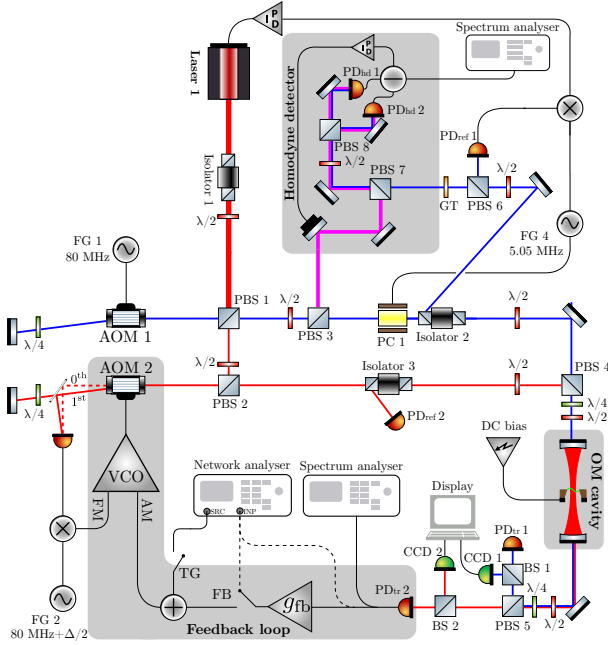 Spectrum analyser
I
P
D
I
P
D
Laser 1
Homodyne detector
PDhd 1
PDhd 2
PBS 8
λ/2
PBS 7
PDref 1
λ/2
GT
PBS 6
Isolator 1
λ/2
FG 4
5.05 MHz
FG 1
80 MHz
PBS 1
λ/2
PBS 3
PC 1
Isolator 2
λ/2
AOM 1
λ/4
AOM 2
λ/2
PBS 2
Isolator 3
λ/2
PBS 4
0th
1st
λ/4
PDref 2
λ/4
λ/2
DC bias
OM cavity
VCO
FM
AM
Network analyser
Spectrum analyser
SRC
INP
Display
CCD 2
CCD 1
PDtr 1
BS 1
λ/4
TG
FB
gfb
PDtr 2
BS 2
PBS 5
λ/2
FG 2
80 MHz+Δ/2
Feedback loop